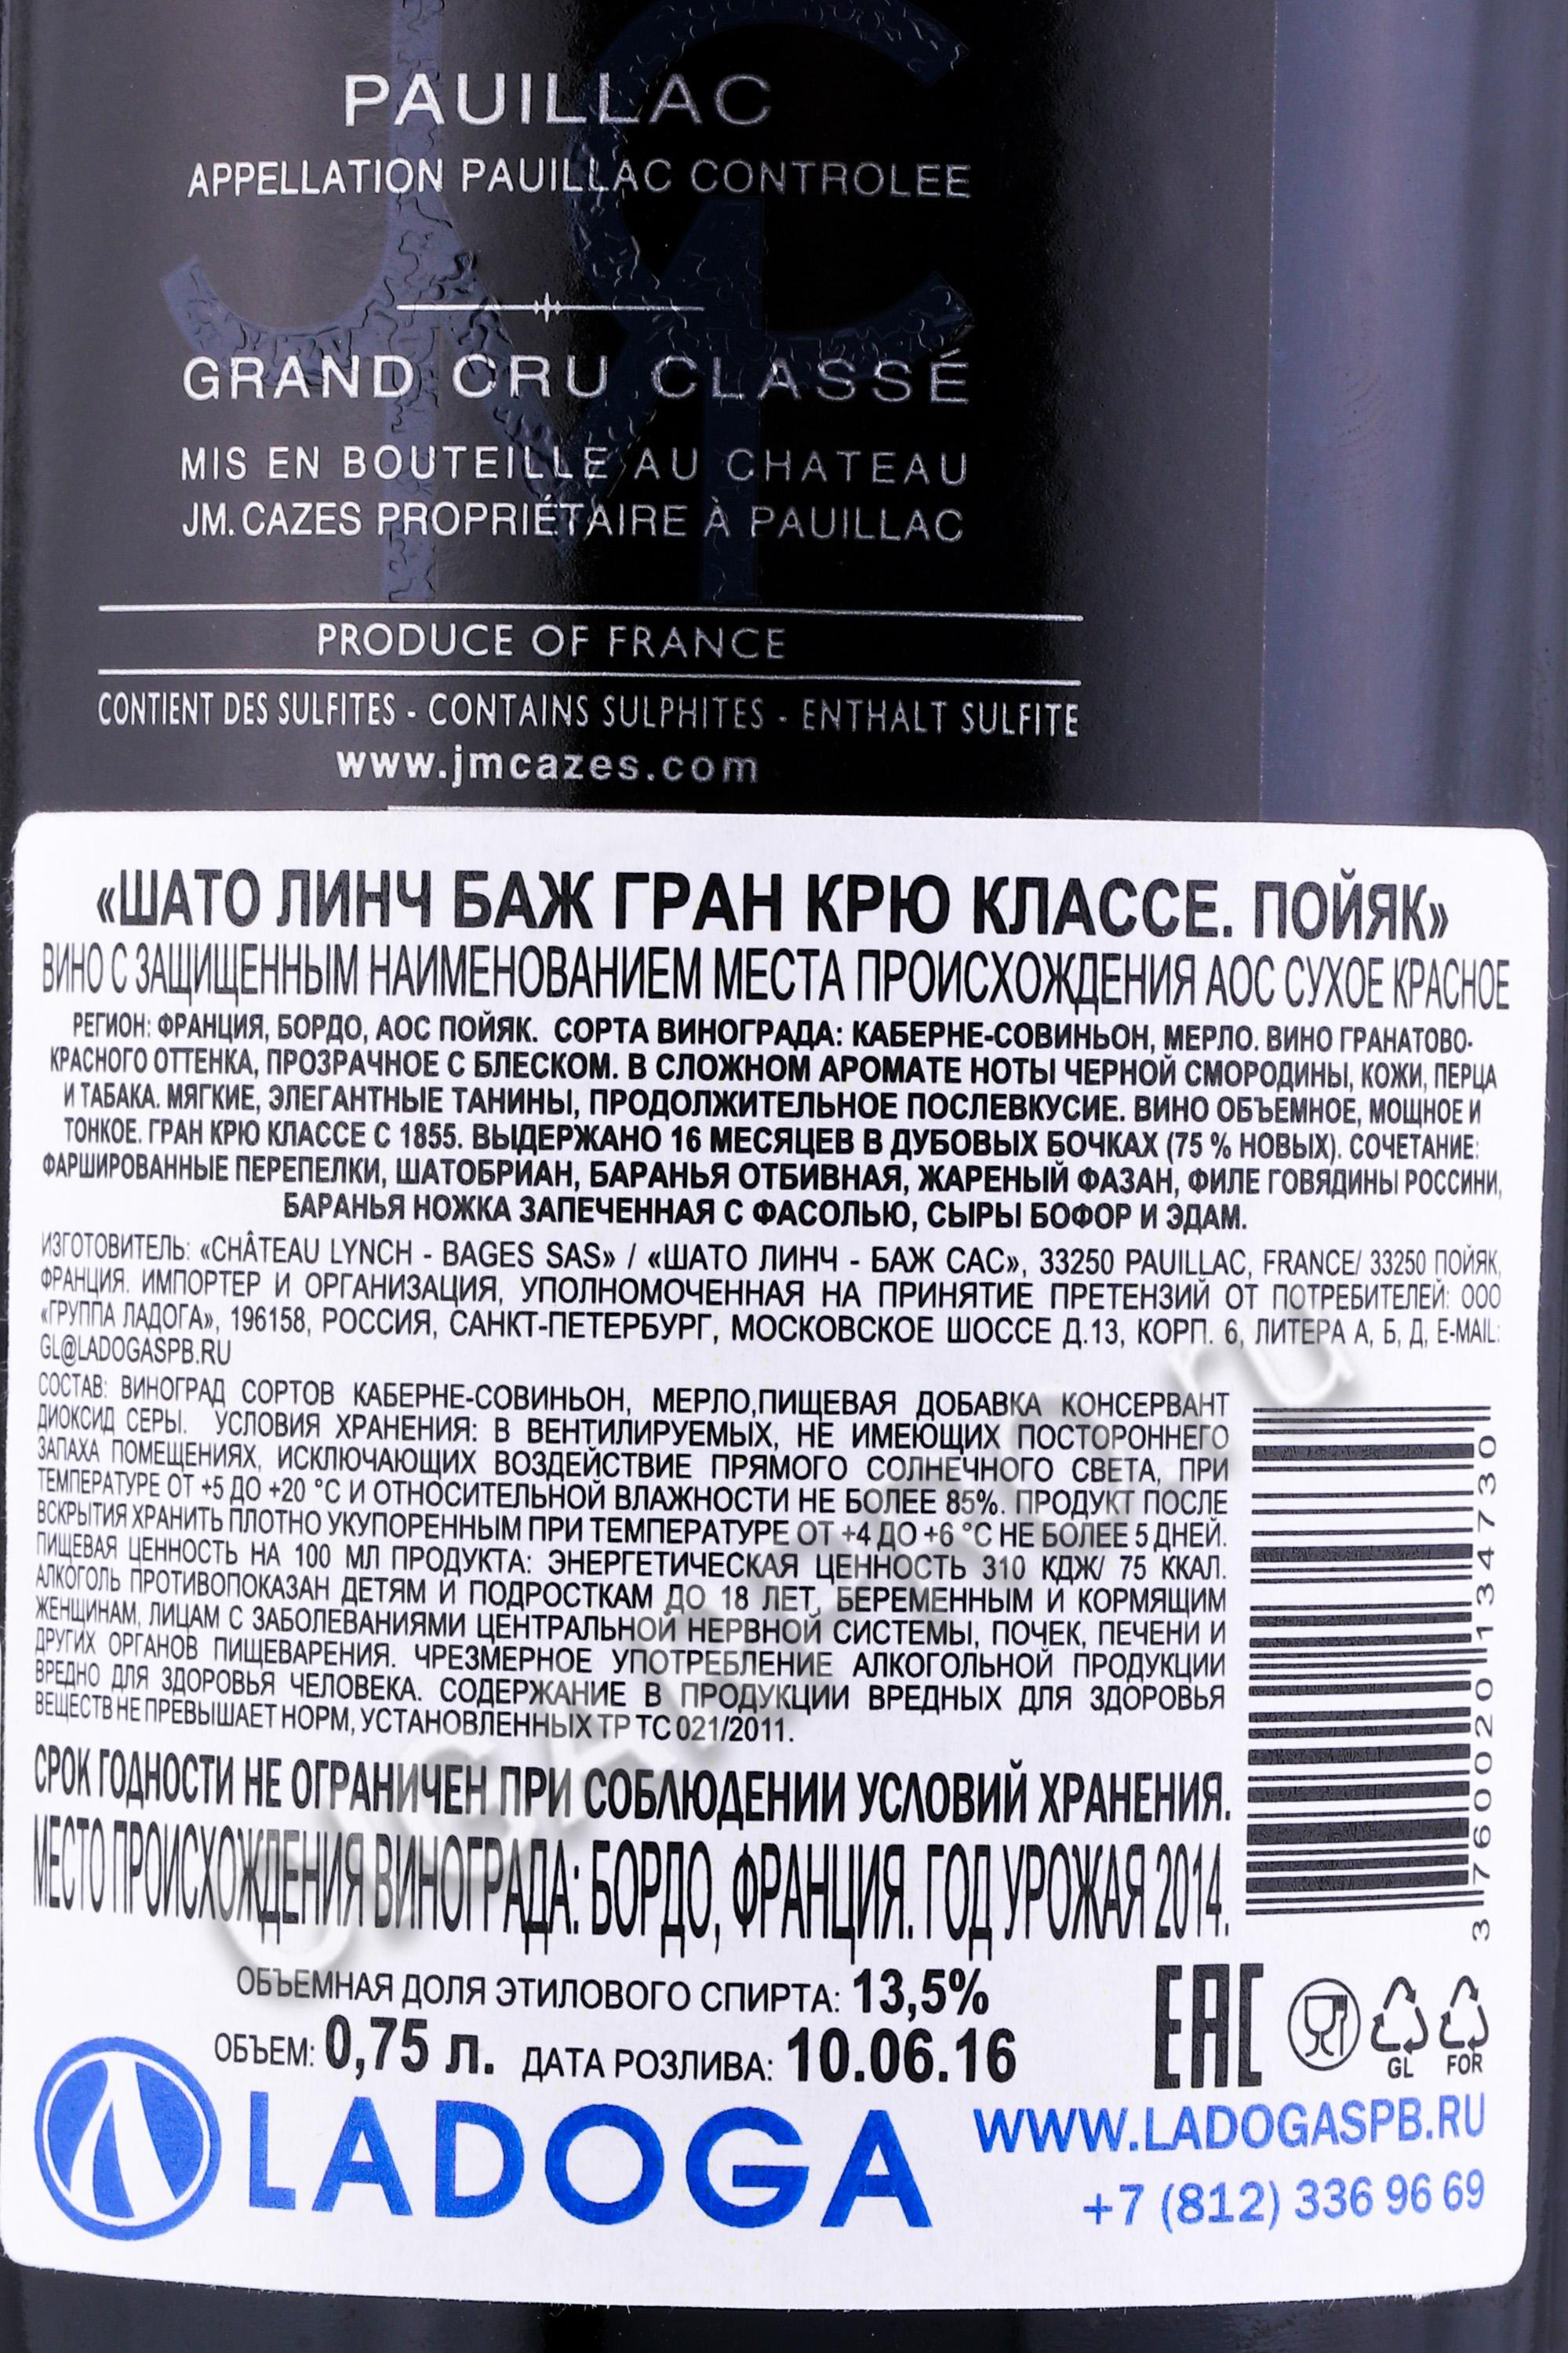 PAUILLAC
APPELLATION PAUILLAC CONTROLEE
GRAND CRU CLASSÉ
MIS EN BOUTEILLE AU CHATEAU
JM. CAZES PROPRIÉTAIRE À PAUILLAC
PRODUCE OF FRANCE
CONTIENT DES SULFITES - CONTAINS SULPHITES - ENTHALT SULFITE
www.jmcazes.com
«ШАТО ЛИНЧ БАЖ ГРАН КРЮ КЛАССЕ. ПОЙЯК»
ВИНО С ЗАЩИЩЕННЫМ НАИМЕНОВАНИЕМ МЕСТА ПРОИСХОЖДЕНИЯ АОС СУХОЕ КРАСНОЕ
РЕГИОН: ФРАНЦИЯ, БОРДО, АОС ПОЙЯК. СОРТА ВИНОГРАДА: КАБЕРНЕ-СОВИНЬОН, МЕРЛО. ВИНО ГРАНАТОВО-
КРАСНОГО ОТТЕНКА, ПРОЗРАЧНОЕ С БЛЕСКОМ. В СЛОЖНОМ АРОМАТЕ НОТЫ ЧЕРНОЙ СМОРОДИНЫ, КОЖИ, ПЕРЦА
И ТАБАКА. МЯГКИЕ, ЭЛЕГАНТНЫЕ ТАНИНЫ, ПРОДОЛЖИТЕЛЬНОЕ ПОСЛЕВКУСИЕ. ВИНО ОБЪЕМНОЕ, МОЩНОЕ И
ТОНКОЕ. ГРАН КРЮ КЛАССЕ С 1855. ВЫДЕРЖАНО 16 МЕСЯЦЕВ В ДУБОВЫХ БОЧКАХ (75 % НОВЫХ). СОЧЕТАНИЕ:
ФАРШИРОВАННЫЕ ПЕРЕПЕЛКИ, ШАТОБРИАН, БАРАНЬЯ ОТБИВНАЯ, ЖАРЕНЫЙ ФАЗАН, ФИЛЕ ГОВЯДИНЫ РОССИНИ,
БАРАНЬЯ НОЖКА ЗАПЕЧЕННАЯ С ФАСОЛЬЮ, СЫРЫ БОФОР И ЭДАМ.
ИЗГОТОВИТЕЛЬ: «CHÂTEAU LYNCH - BAGES SAS» / «ШАТО ЛИНЧ - БАЖ САС», 33250 PAUILLAC, FRANCE/ 33250 ПОЙЯК,
ФРАНЦИЯ. ИМПОРТЕР И ОРГАНИЗАЦИЯ, УПОЛНОМОЧЕННАЯ НА ПРИНЯТИЕ ПРЕТЕНЗИЙ ОТ ПОТРЕБИТЕЛЕЙ: ООО
«ГРУППА ЛАДОГА», 196158, РОССИЯ, САНКТ-ПЕТЕРБУРГ, МОСКОВСКОЕ ШОССЕ Д.13, КОРП. 6, ЛИТЕРА А, Б, Д, E-MAIL:
GL@LADOGASPB.RU
СОСТАВ: ВИНОГРАД СОРТОВ КАБЕРНЕ-СОВИНЬОН, МЕРЛО,ПИЩЕВАЯ ДОБАВКА КОНСЕРВАНТ
ДИОКСИД СЕРЫ. УСЛОВИЯ ХРАНЕНИЯ: В ВЕНТИЛИРУЕМЫХ, НЕ ИМЕЮЩИХ ПОСТОРОННЕГО
ЗАПАХА ПОМЕЩЕНИЯХ, ИСКЛЮЧАЮЩИХ ВОЗДЕЙСТВИЕ ПРЯМОГО СОЛНЕЧНОГО СВЕТА, ПРИ
ТЕМПЕРАТУРЕ ОТ +5 ДО +20 °С И ОТНОСИТЕЛЬНОЙ ВЛАЖНОСТИ НЕ БОЛЕЕ 85%. ПРОДУКТ ПОСЛЕ
ВСКРЫТИЯ ХРАНИТЬ ПЛОТНО УКУПОРЕННЫМ ПРИ ТЕМПЕРАТУРЕ ОТ +4 ДО +6 °С НЕ БОЛЕЕ 5 ДНЕЙ.
ПИЩЕВАЯ ЦЕННОСТЬ НА 100 МЛ ПРОДУКТА: ЭНЕРГЕТИЧЕСКАЯ ЦЕННОСТЬ 310 КДЖ/ 75 ККАЛ.
АЛКОГОЛЬ ПРОТИВОПОКАЗАН ДЕТЯМ И ПОДРОСТКАМ ДО 18 ЛЕТ, БЕРЕМЕННЫМ И КОРМЯЩИМ
ЖЕНЩИНАМ, ЛИЦАМ С ЗАБОЛЕВАНИЯМИ ЦЕНТРАЛЬНОЙ НЕРВНОЙ СИСТЕМЫ, ПОЧЕК, ПЕЧЕНИ И
ДРУГИХ ОРГАНОВ ПИЩЕВАРЕНИЯ. ЧРЕЗМЕРНОЕ УПОТРЕБЛЕНИЕ АЛКОГОЛЬНОЙ ПРОДУКЦИИ
ВРЕДНО ДЛЯ ЗДОРОВЬЯ ЧЕЛОВЕКА. СОДЕРЖАНИЕ В ПРОДУКЦИИ ВРЕДНЫХ ДЛЯ ЗДОРОВЬЯ
ВЕЩЕСТВ НЕ ПРЕВЫШАЕТ НОРМ, УСТАНОВЛЕННЫХ ТР ТС 021/2011.
СРОК ГОДНОСТИ НЕ ОГРАНИЧЕН ПРИ СОБЛЮДЕНИИ УСЛОВИЙ ХРАНЕНИЯ.
МЕСТО ПРОИСХОЖДЕНИЯ ВИНОГРАДА: БОРДО, ФРАНЦИЯ. ГОД УРОЖАЯ 2014.
3 760020 134730
ОБЪЕМНАЯ ДОЛЯ ЭТИЛОВОГО СПИРТА: 13,5%
ОБЪЕМ: 0,75 л. ДАТА РОЗЛИВА: 10.06.16
EAC
GL FOR
LADOGA
WWW.LADOGASPB.RU
+7 (812) 336 96 69